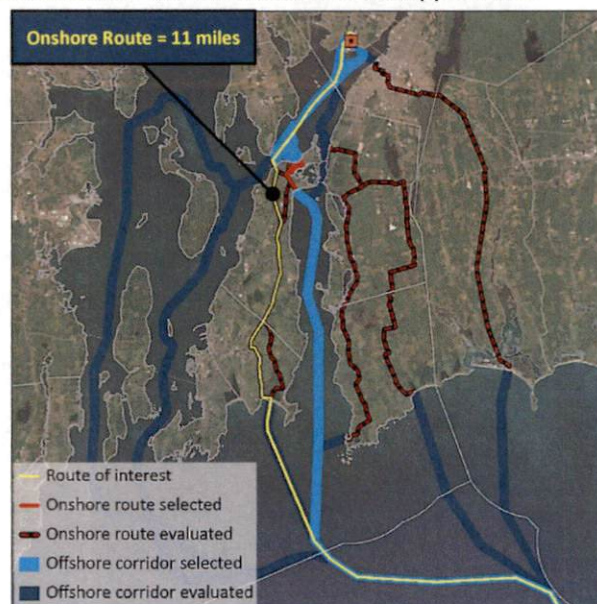 Onshore Route = 11 miles
Route of interest
Onshore route selected
Onshore route evaluated
Offshore corridor selected
Offshore corridor evaluated